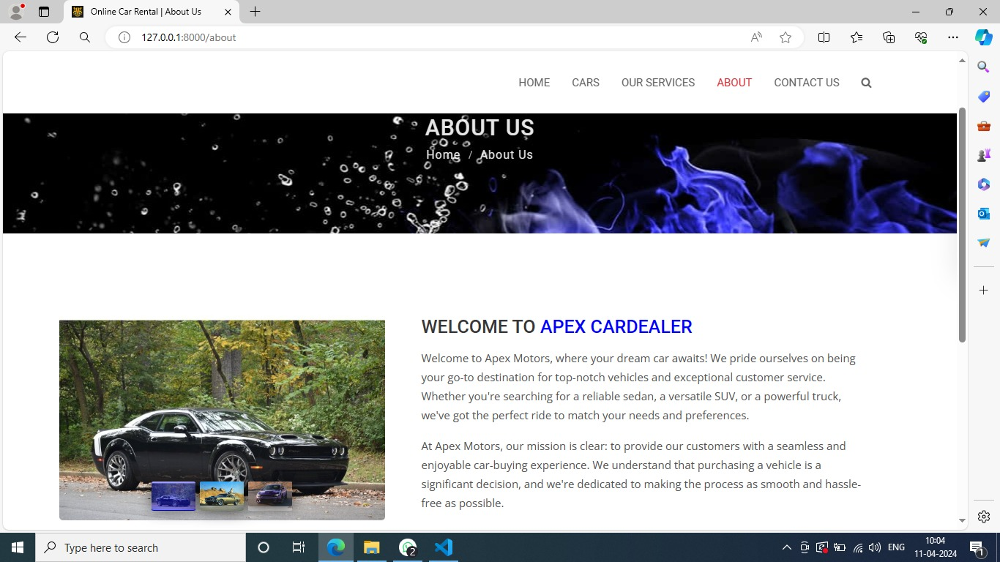 Online Car Rental | About Us
127.0.0.1:8000/about
HOME CARS OUR SERVICES ABOUT CONTACT US
ABOUT US
Home / About Us
WELCOME TO APEX CARDEALER
Welcome to Apex Motors, where your dream car awaits! We pride ourselves on being
your go-to destination for top-notch vehicles and exceptional customer service.
Whether you're searching for a reliable sedan, a versatile SUV, or a powerful truck,
we've got the perfect ride to match your needs and preferences.
At Apex Motors, our mission is clear: to provide our customers with a seamless and
enjoyable car-buying experience. We understand that purchasing a vehicle is a
significant decision, and we're dedicated to making the process as smooth and hassle-
free as possible.
Type here to search
2
ENG
10:04
11-04-2024
1